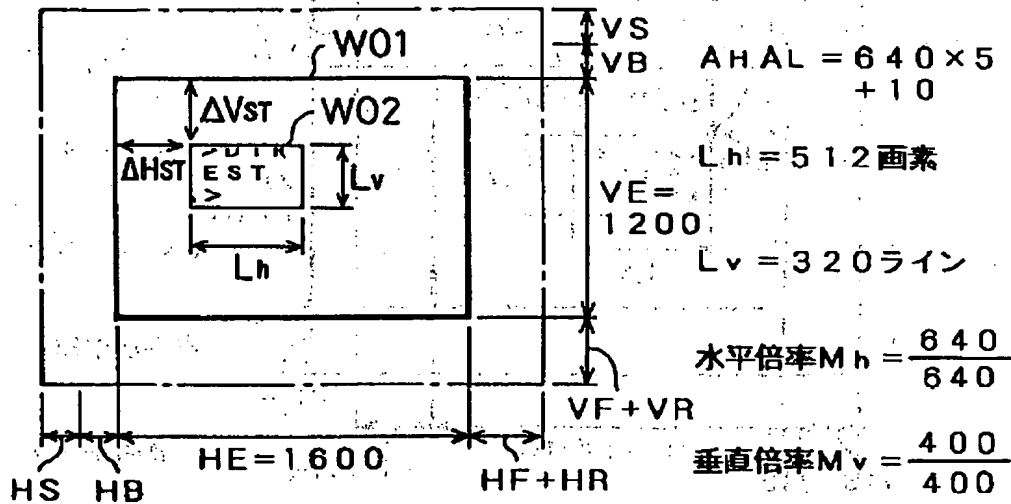 VS
VB
W01
ΔVST
W02
ΔHST
EST
>
Lv
Lh
VE=
1200
VF+VR
HS
HB
HE=1600
HF+HR
AHAL=640×5
+10
Lh=512画素
Lv=320ライン
水平倍率Mh=640
640
垂直倍率Mv=400
400